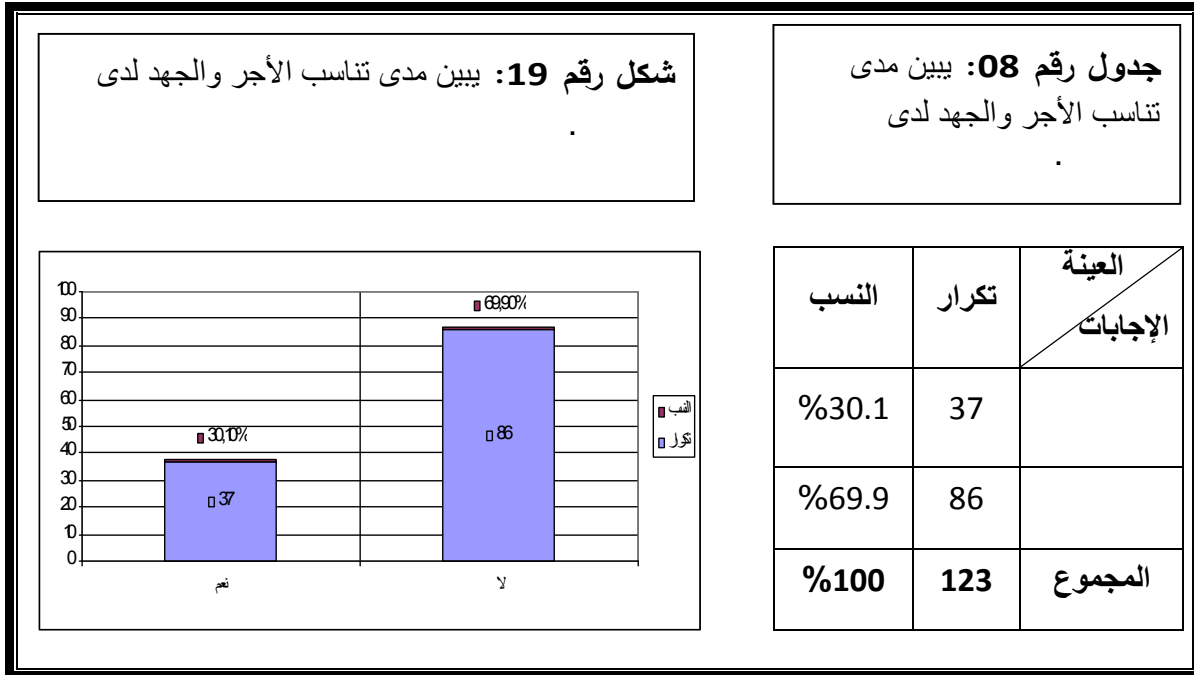 جدول رقم 08: يبين مدى
تناسب الأجر والجهد لدى
.
شكل رقم 19: يبين مدى تناسب الأجر والجهد لدى
.
العينة
الإجابات
تكرار
النسب
37
%30.1
86
%69.9
المجموع
123
%100
100
90
80
70
60
50
40
30
20
10
0
69,90%
86
30,10%
37
نعم
لا
النسب
تكرار